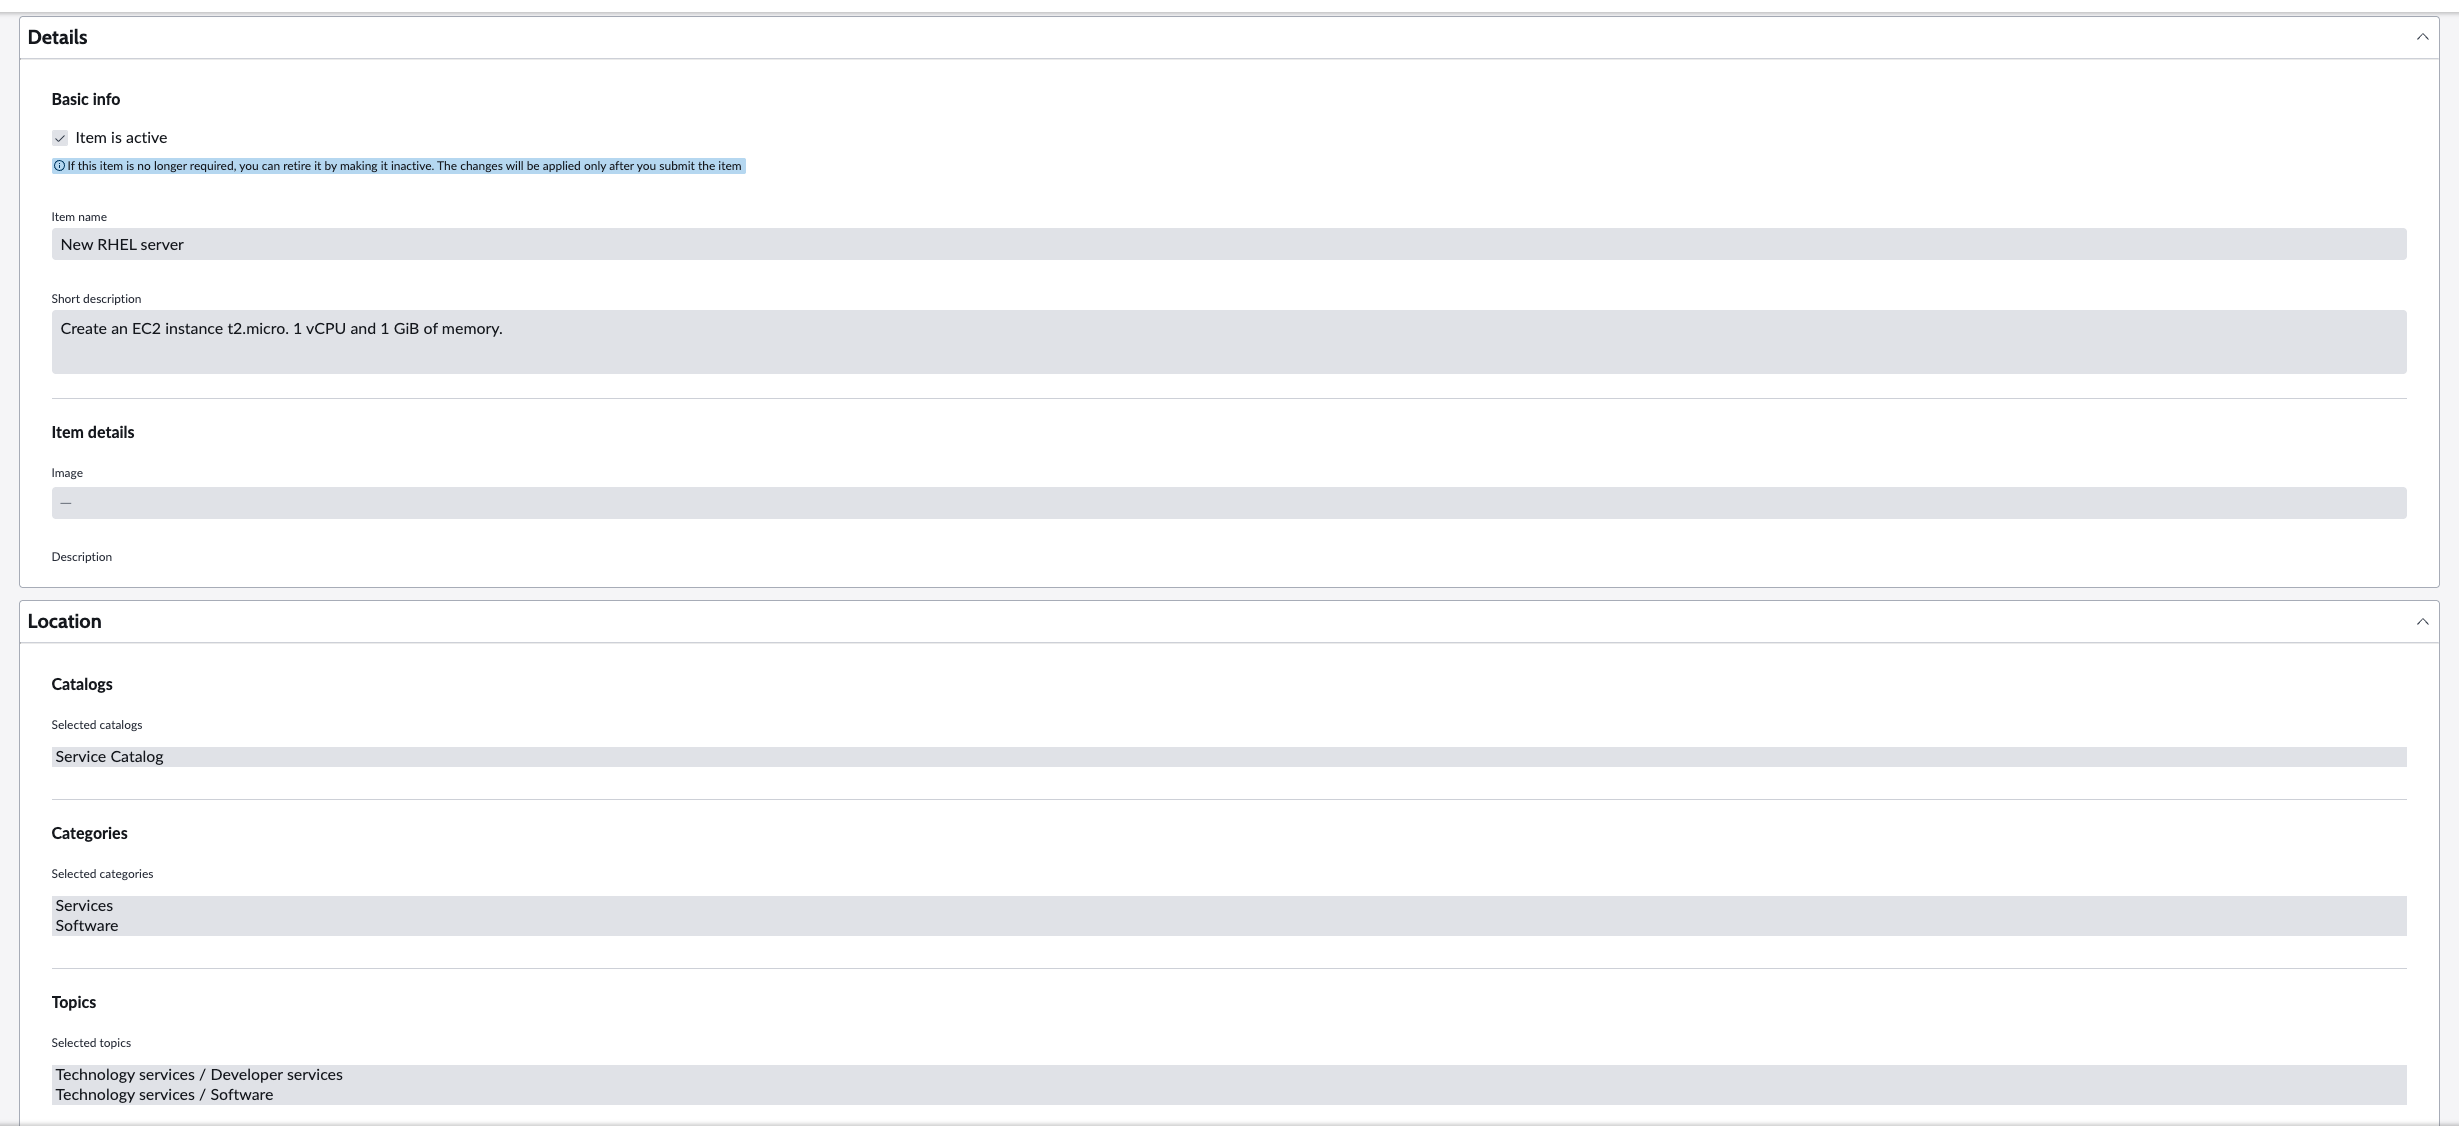 Details
Basic info
Item is active
If this item is no longer required, you can retire it by making it inactive. The changes will be applied only after you submit the item
Item name
New RHEL server
Short description
Create an EC2 instance t2.micro. 1 vCPU and 1 GiB of memory.
Item details
Image
—
Description
Location
Catalogs
Selected catalogs
Service Catalog
Categories
Selected categories
Services
Software
Topics
Selected topics
Technology services / Developer services
Technology services / Software